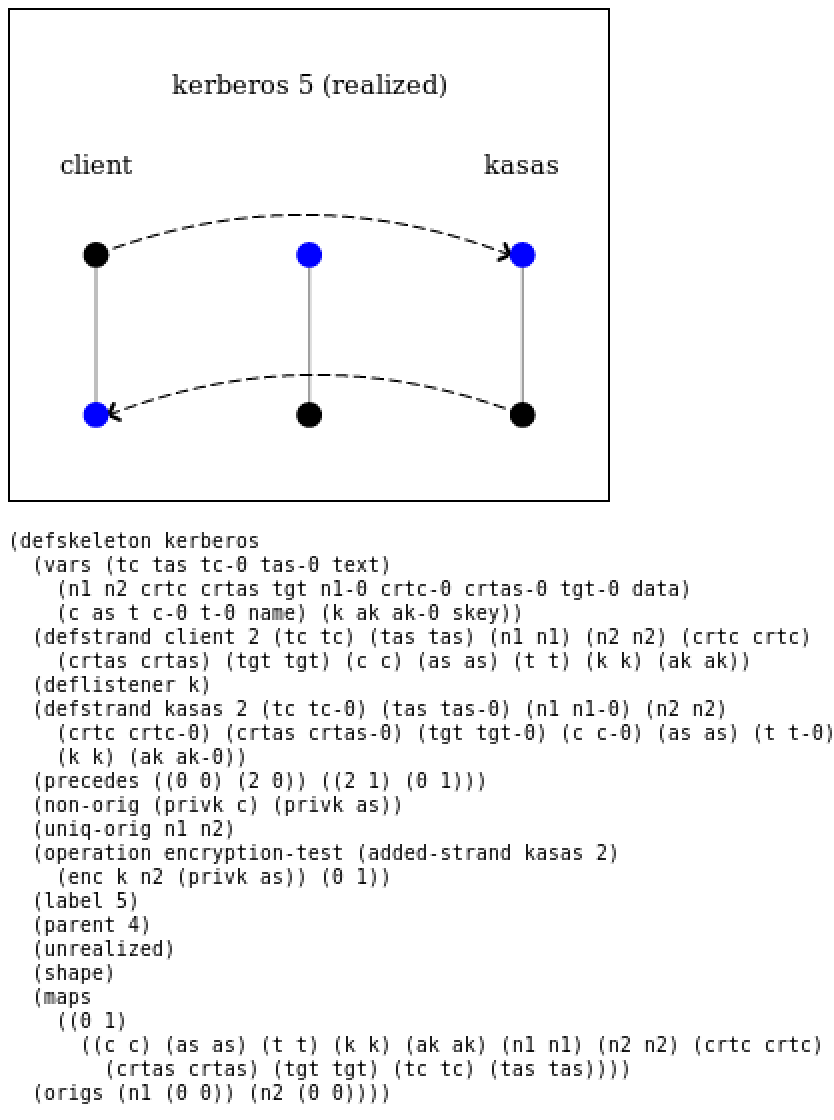 kerberos 5 (realized)
client
kasas
(defskeleton kerberos
  (vars (tc tas tc-0 tas-0 text)
    (n1 n2 crtc crtas tgt n1-0 crtc-0 crtas-0 tgt-0 data)
    (c as t c-0 t-0 name) (k ak ak-0 skey))
  (defstrand client 2 (tc tc) (tas tas) (n1 n1) (n2 n2) (crtc crtc)
    (crtas crtas) (tgt tgt) (c c) (as as) (t t) (k k) (ak ak))
  (deflistener k)
  (defstrand kasas 2 (tc tc-0) (tas tas-0) (n1 n1-0) (n2 n2)
    (crtc crtc-0) (crtas crtas-0) (tgt tgt-0) (c c-0) (as as) (t t-0)
    (k k) (ak ak-0))
  (precedes ((0 0) (2 0)) ((2 1) (0 1)))
  (non-orig (privk c) (privk as))
  (uniq-orig n1 n2)
  (operation encryption-test (added-strand kasas 2)
    (enc k n2 (privk as)) (0 1))
  (label 5)
  (parent 4)
  (unrealized)
  (shape)
  (maps
    ((0 1)
      ((c c) (as as) (t t) (k k) (ak ak) (n1 n1) (n2 n2) (crtc crtc)
        (crtas crtas) (tgt tgt) (tc tc) (tas tas))))
  (origs (n1 (0 0)) (n2 (0 0))))